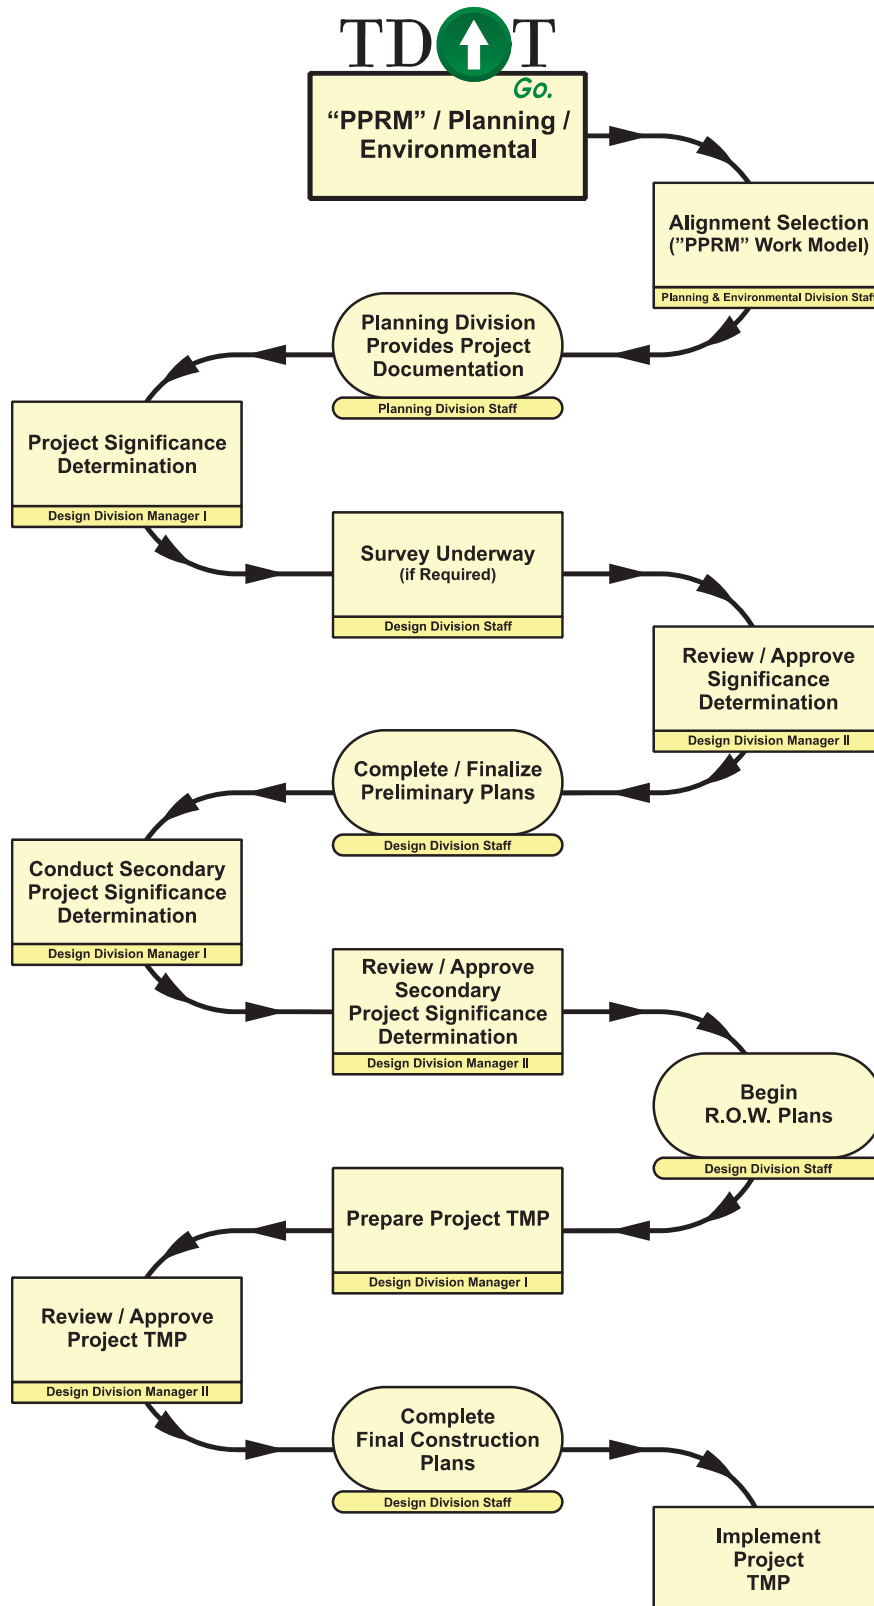 TDOT
Go.
“PPRM” / Planning /
Environmental
Alignment Selection
(”PPRM” Work Model)
Planning & Environmental Division Staff
Planning Division
Provides Project
Documentation
Planning Division Staff
Project Significance
Determination
Design Division Manager I
Survey Underway
(if Required)
Design Division Staff
Review / Approve
Significance
Determination
Design Division Manager II
Complete / Finalize
Preliminary Plans
Design Division Staff
Conduct Secondary
Project Significance
Determination
Design Division Manager I
Review / Approve
Secondary
Project Significance
Determination
Design Division Manager II
Begin
R.O.W. Plans
Design Division Staff
Prepare Project TMP
Design Division Manager I
Review / Approve
Project TMP
Design Division Manager II
Complete
Final Construction
Plans
Design Division Staff
Implement
Project
TMP